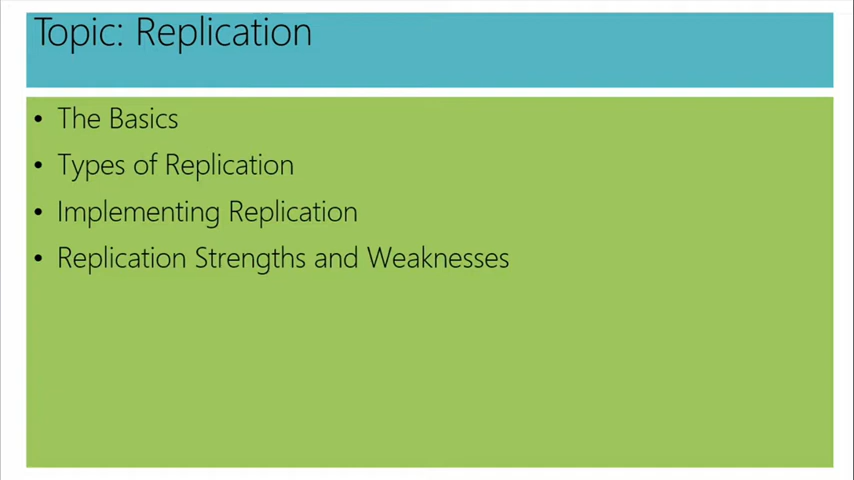 Topic: Replication
• The Basics
• Types of Replication
• Implementing Replication
• Replication Strengths and Weaknesses